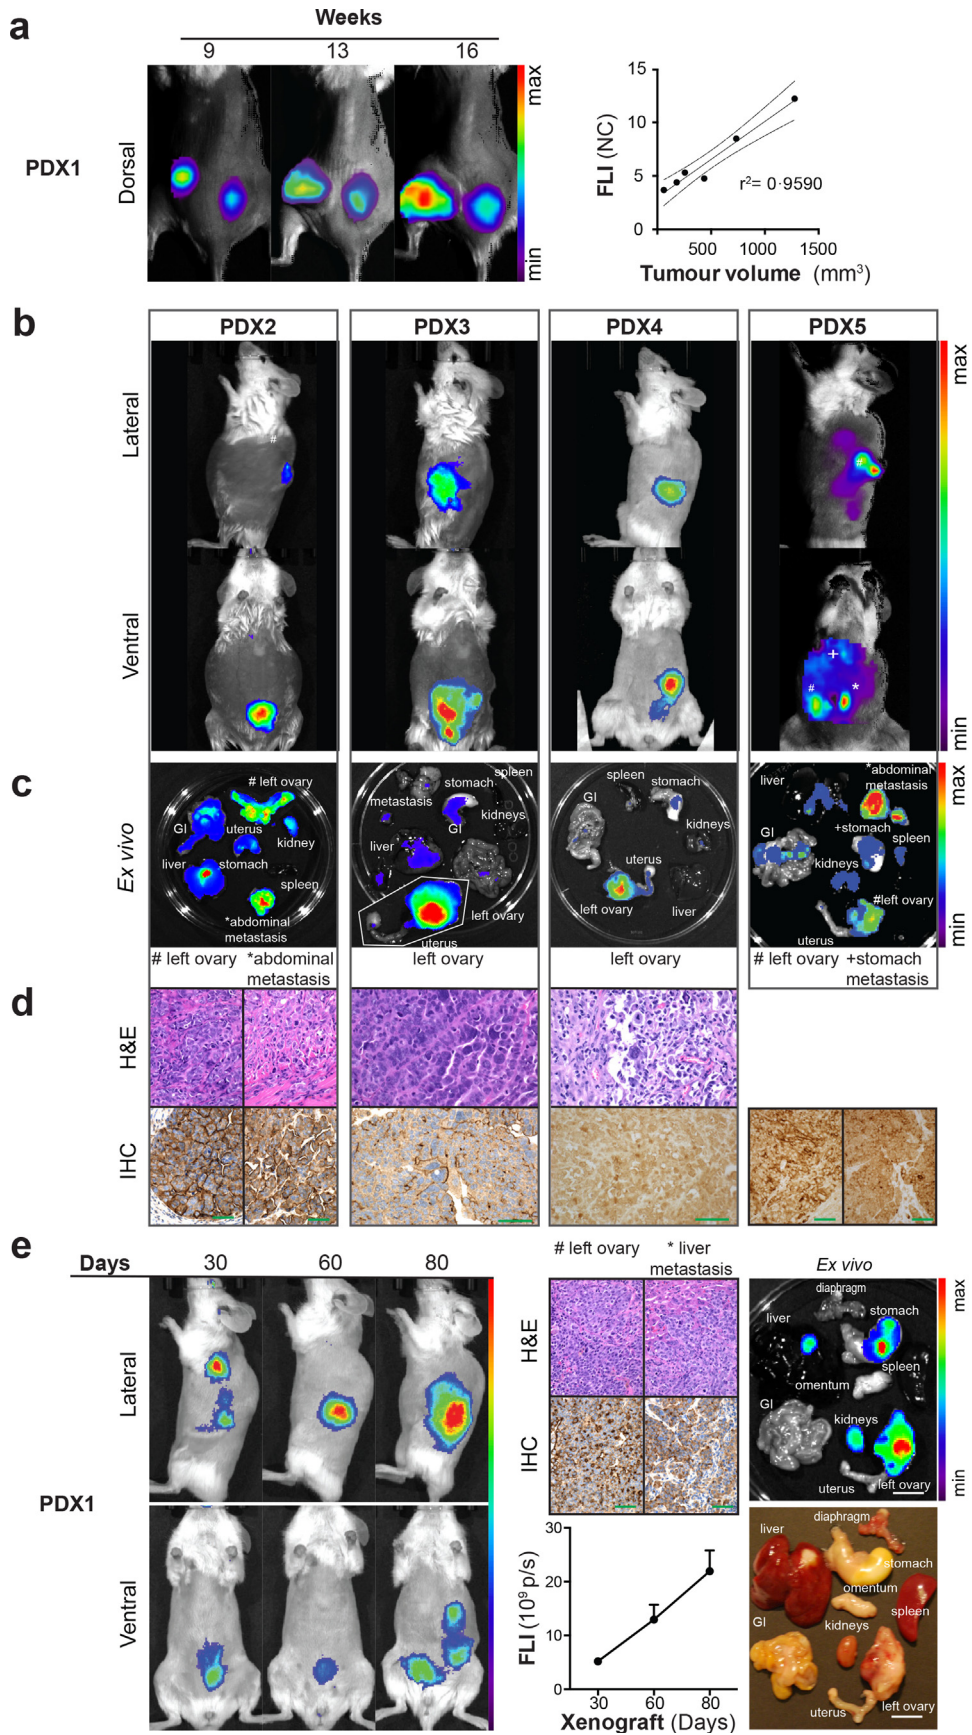 a
Weeks
9 13 16
PDX1
Dorsal
max
min
FLI (NC)
15
10
5
0
r²= 0·9590
500 1000 1500
Tumour volume (mm³)
b
PDX2 PDX3 PDX4 PDX5
Lateral
#
#
max
Ventral
+
# *
min
c
Ex vivo
# left ovary
GI
uterus
kidney
liver
stomach
spleen
*abdominal
metastasis
spleen
stomach
metastasis
kidneys
GI
liver
left ovary
uterus
spleen
stomach
GI
kidneys
uterus
left ovary
liver
*abdominal
metastasis
liver
+stomach
GI
spleen
kidneys
#left ovary
uterus
max
min
# left ovary *abdominal
metastasis
left ovary
left ovary
# left ovary +stomach
metastasis
d
H&E
IHC
e
Days 30 60 80
Lateral
PDX1
Ventral
# left ovary * liver
metastasis
H&E
IHC
Ex vivo
diaphragm
liver
stomach
spleen
omentum
GI
kidneys
uterus
left ovary
max
min
FLI (10⁹ p/s)
30
20
10
0
30 60 80
Xenograft (Days)
diaphragm
liver
stomach
omentum
spleen
GI
kidneys
uterus
left ovary